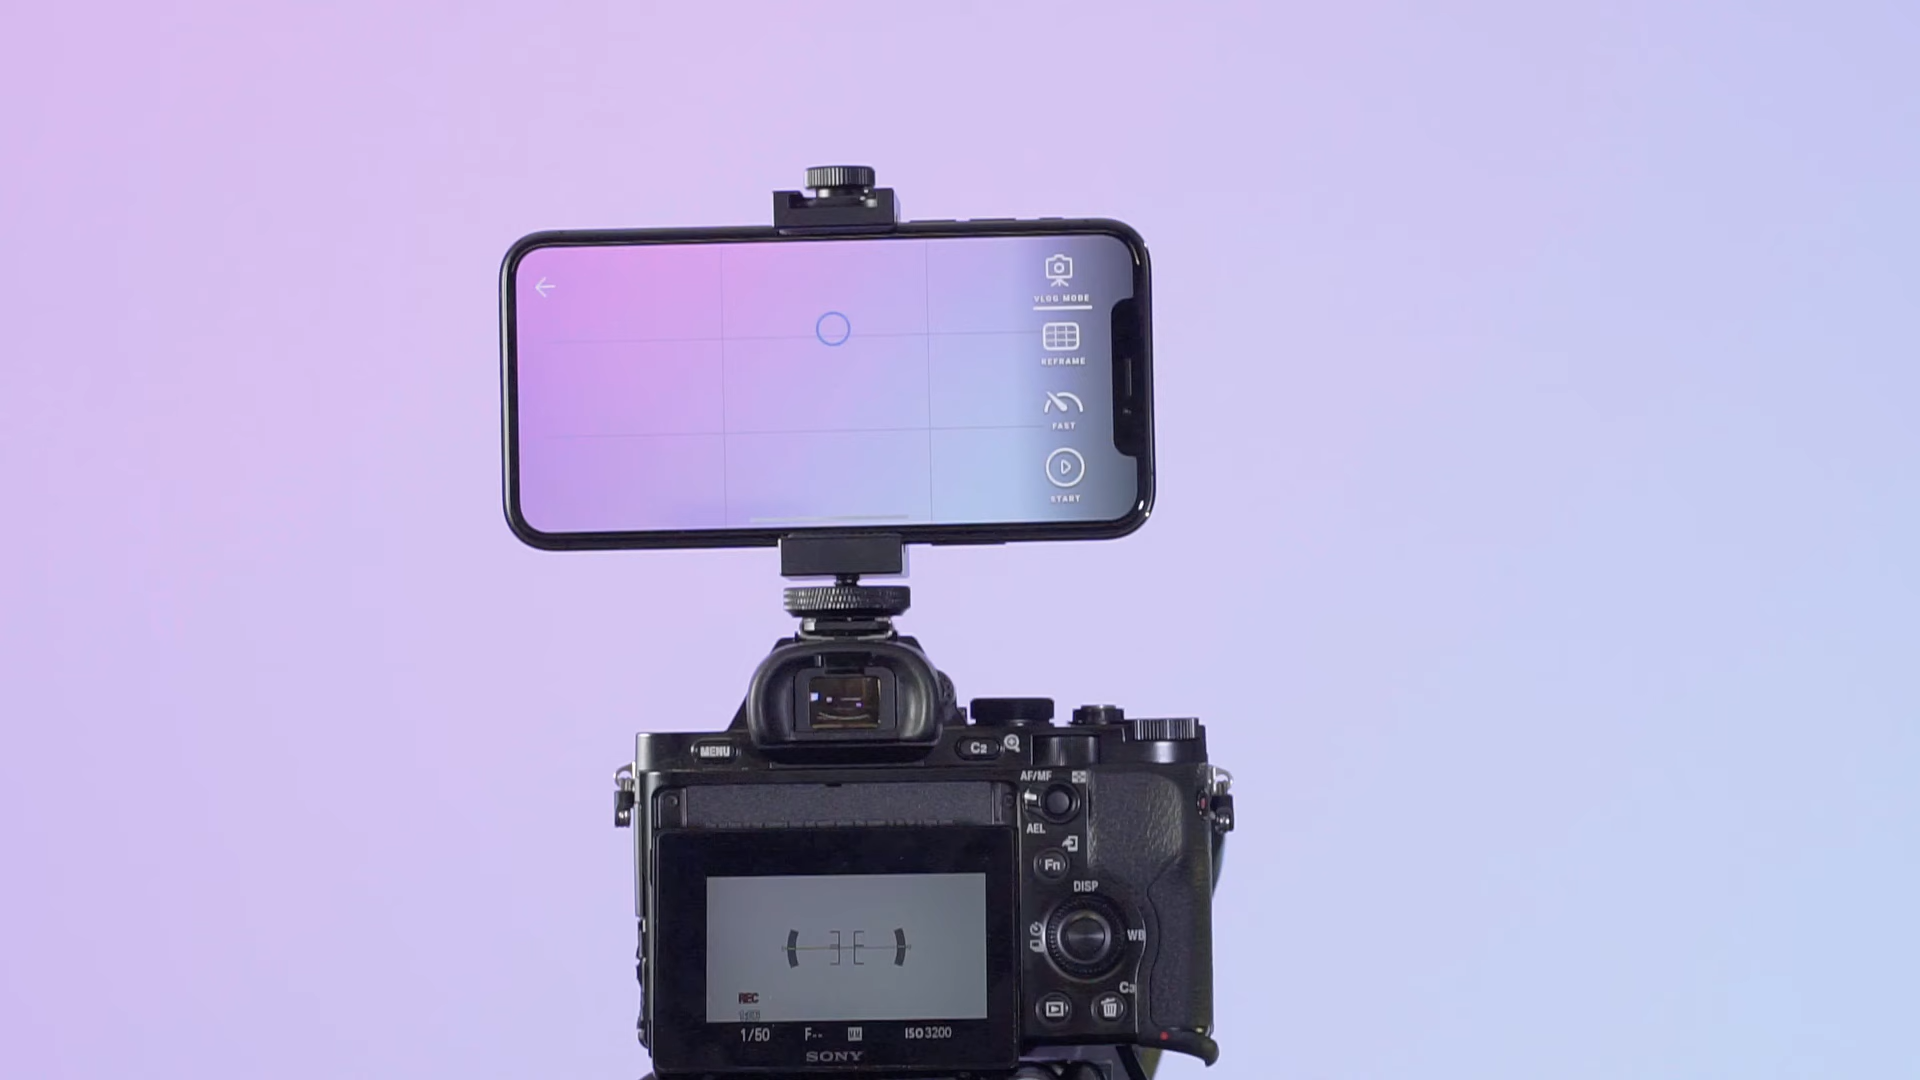 VLOG MODE
REFRAME
FAST
START
MENU
C2
AF/MF
AEL
Fn
DISP
WB
C3
REC
1/50 F-- ISO 3200
SONY